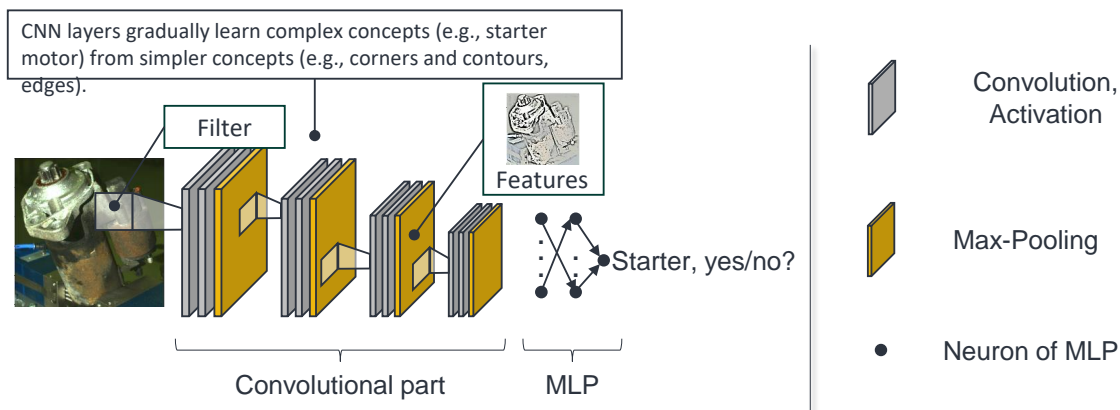 CNN layers gradually learn complex concepts (e.g., starter
motor) from simpler concepts (e.g., corners and contours,
edges).
Filter
Features
Starter, yes/no?
Convolutional part
MLP
Convolution,
Activation
Max-Pooling
Neuron of MLP